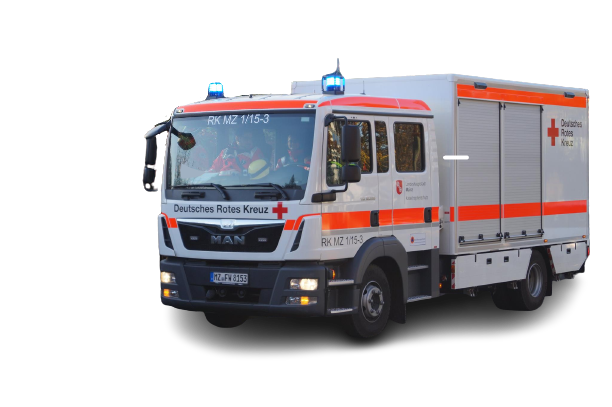 RK MZ 1/15-3
Deutsches Rotes Kreuz
MAN
MZ FW 8153
RK MZ 1/15-3
Deutsches
Rotes
Kreuz